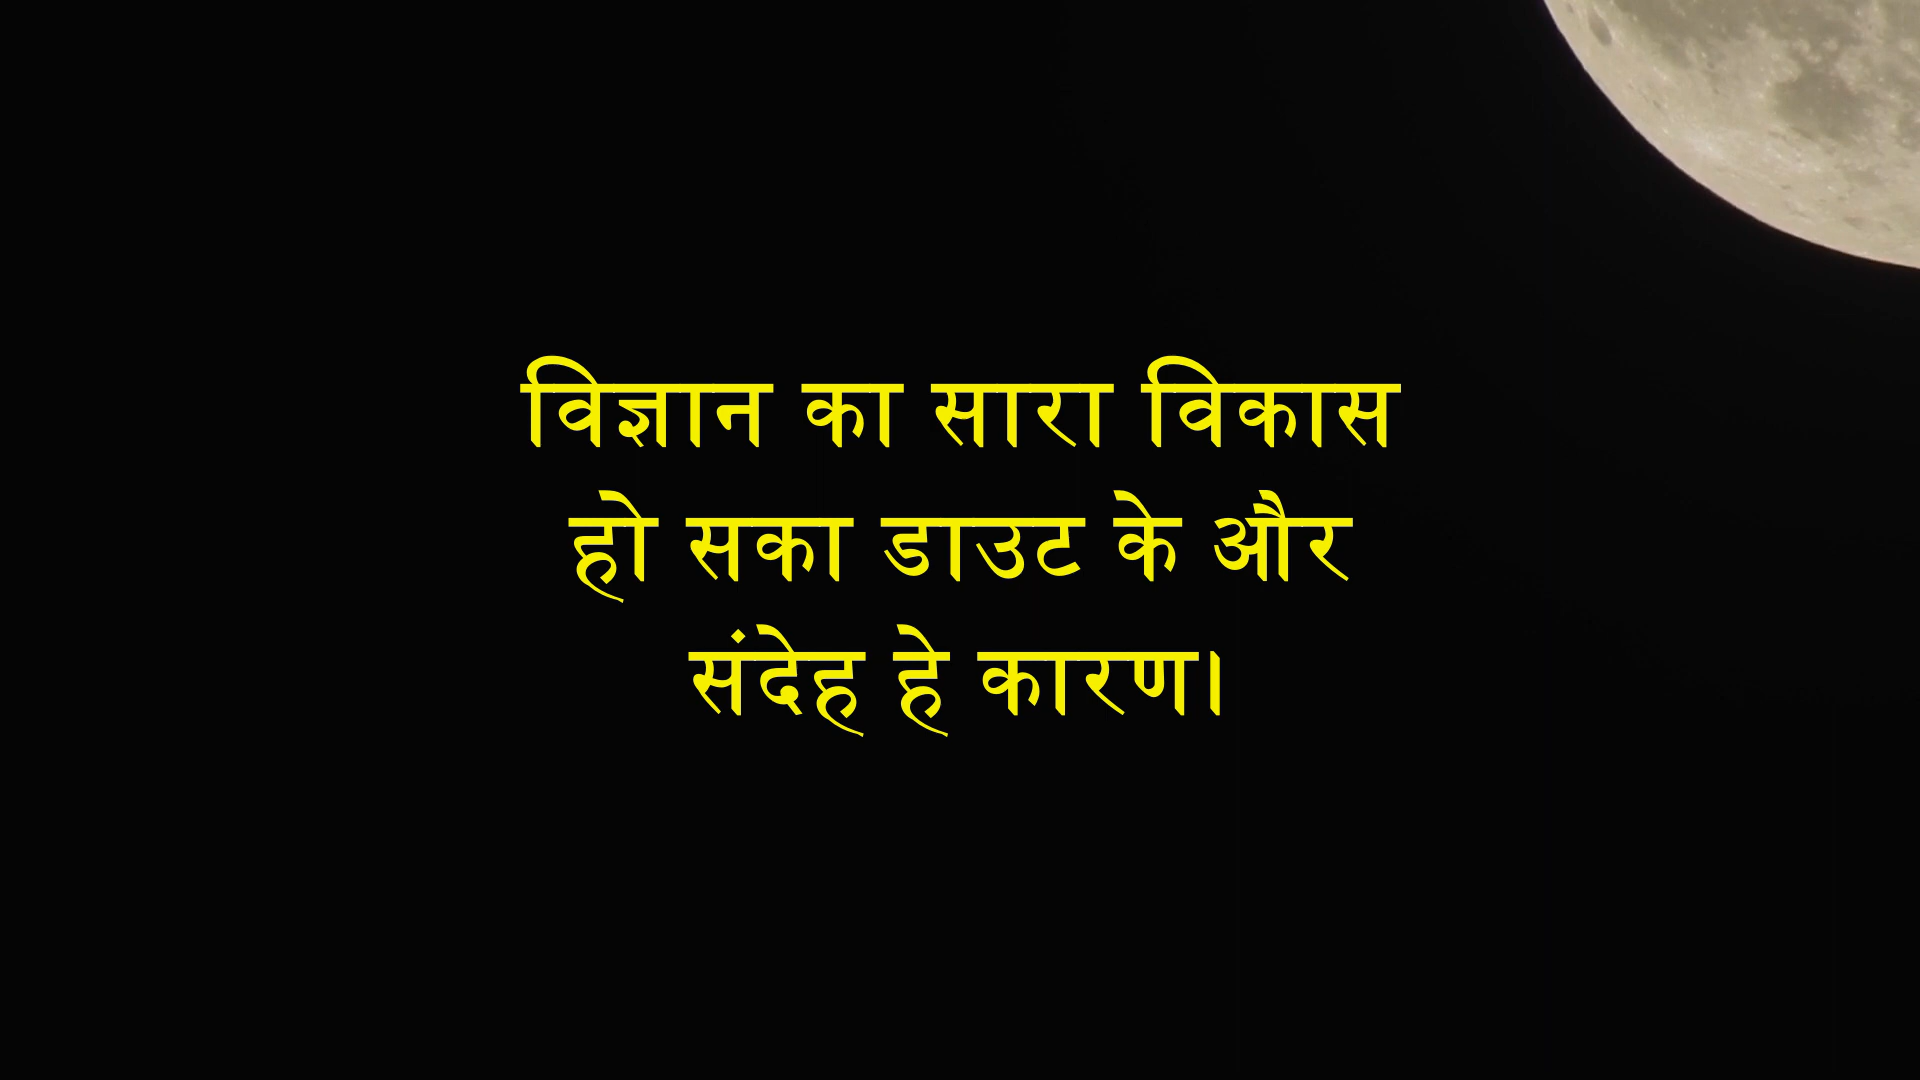 विज्ञान का सारा विकास
हो सका डाउट के और
संदेह हे कारण।